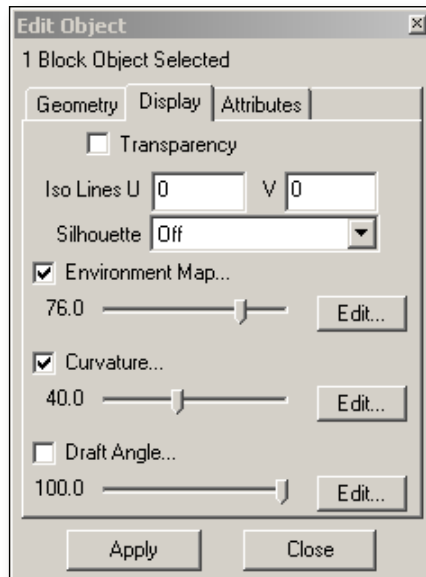 Edit Object
1 Block Object Selected
Geometry Display Attributes
Transparency
Iso Lines U 0 V 0
Silhouette Off
Environment Map...
76.0 Edit...
Curvature...
40.0 Edit...
Draft Angle...
100.0 Edit...
Apply Close